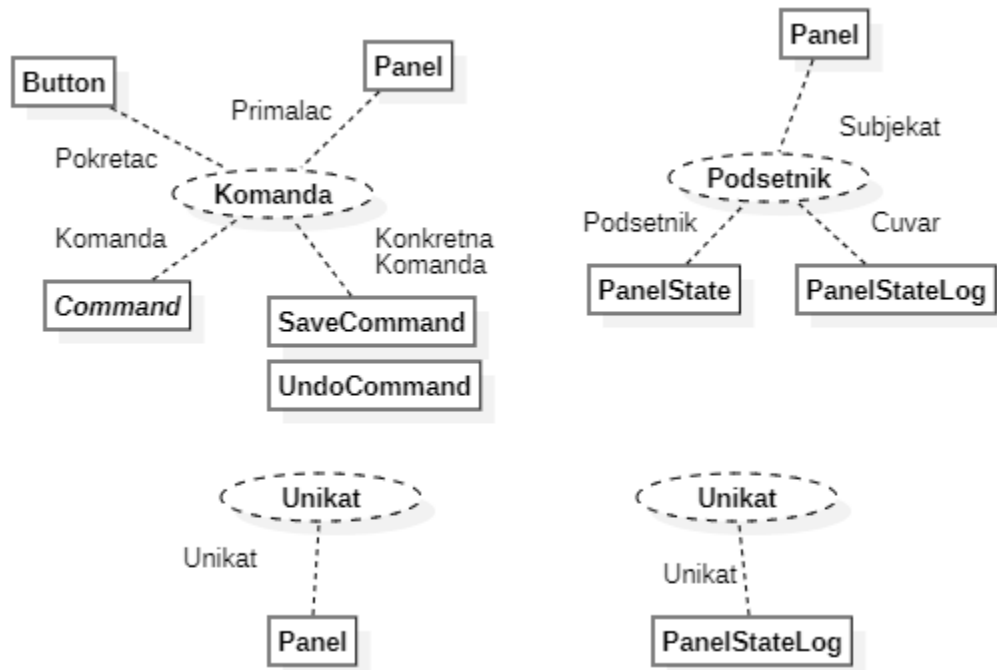 Button
Panel
Primalac
Pokretac
Komanda
Komanda
Konkretna
Komanda
Command
SaveCommand
UndoCommand
Panel
Subjekat
Podsetnik
Podsetnik
Cuvar
PanelState
PanelStateLog
Unikat
Unikat
Panel
Unikat
Unikat
PanelStateLog